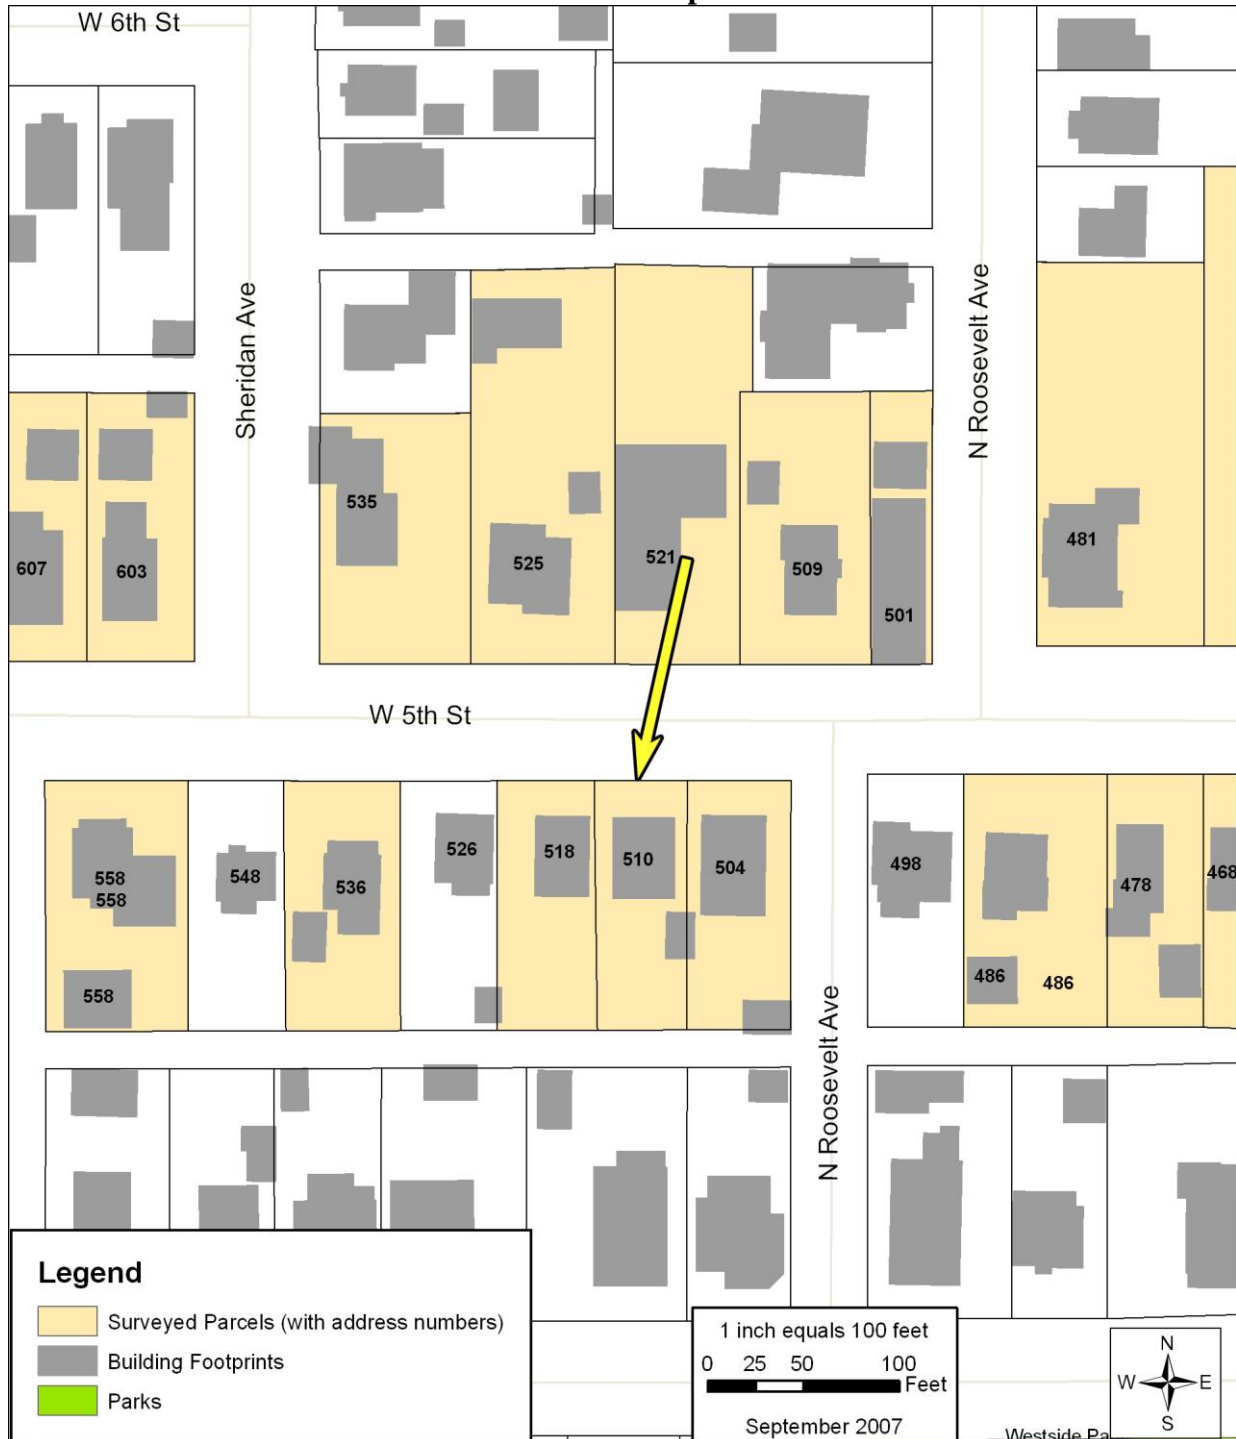 W 6th St
Sheridan Ave
N Roosevelt Ave
535
525
521
509
501
481
607
603
W 5th St
558
558
558
548
536
526
518
510
504
498
486
486
478
468
N Roosevelt Ave
Legend
Surveyed Parcels (with address numbers)
Building Footprints
Parks
1 inch equals 100 feet
0 25 50 100
Feet
September 2007
N
W E
S
Westside